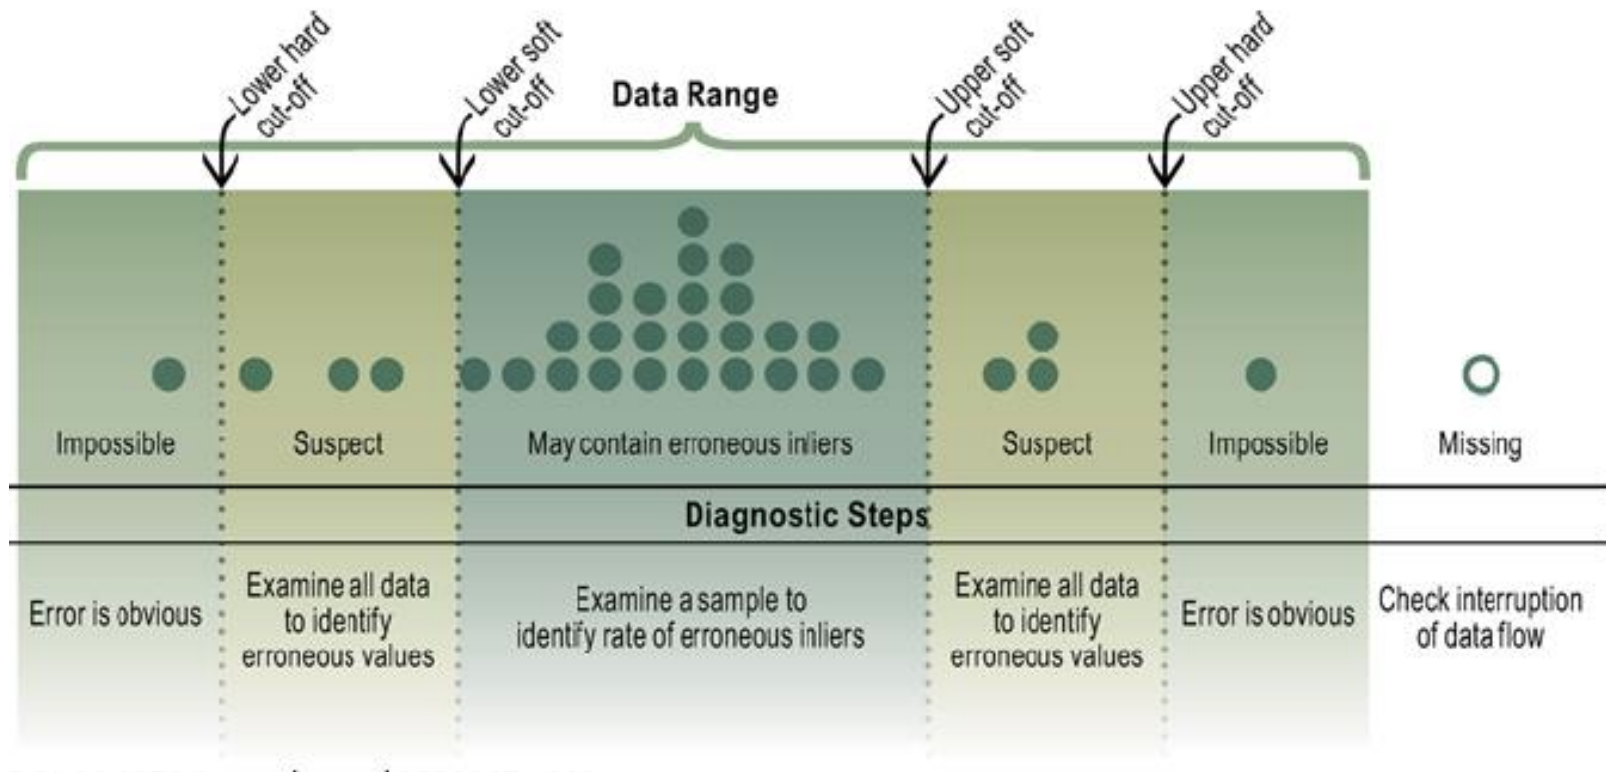 Lower hard
cut-off
Lower soft
cut-off
Data Range
Upper soft
cut-off
Upper hard
cut-off
Impossible
Suspect
May contain erroneous inliers
Suspect
Impossible
Missing
Diagnostic Steps
Error is obvious
Examine all data
to identify
erroneous values
Examine a sample to
identify rate of erroneous inliers
Examine all data
to identify
erroneous values
Error is obvious
Check interruption
of data flow